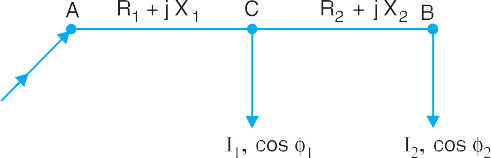 A R₁ + j X₁ C R₂ + j X₂ B
I₁, cos ϕ₁ I₂, cos ϕ₂